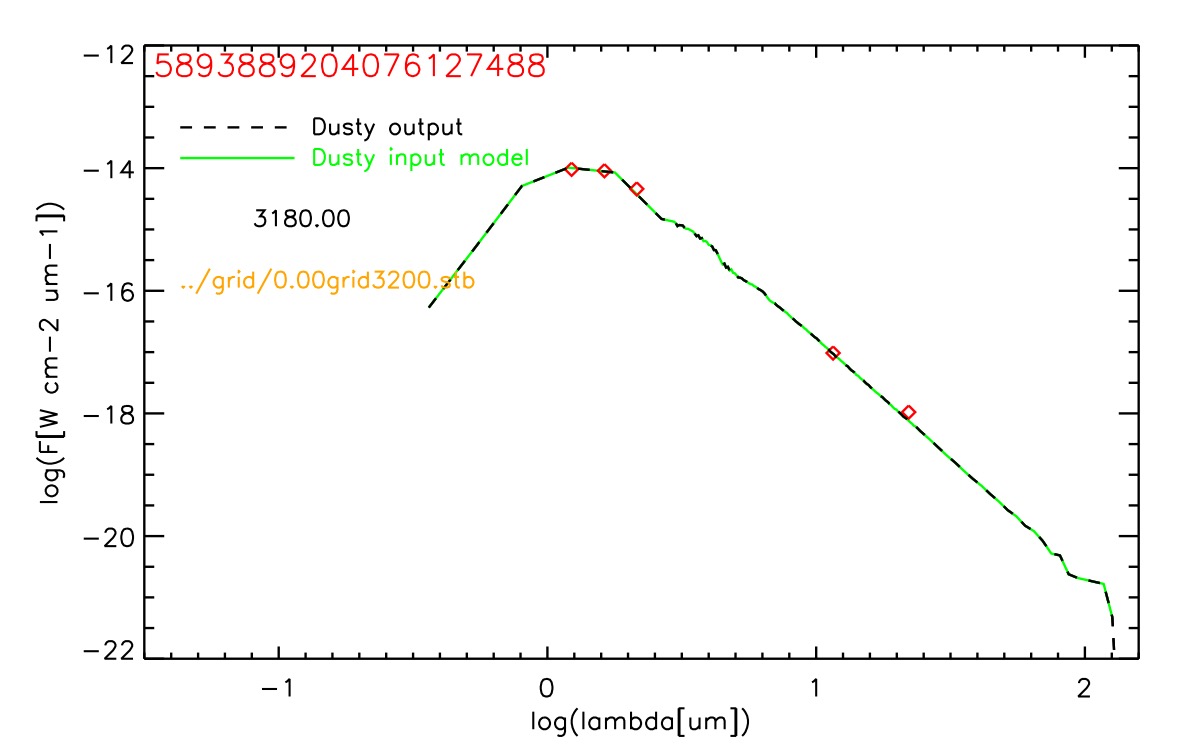 5893889204076127488
Dusty output
Dusty input model
3180.00
../grid/0.00grid3200.stb
-12
-14
-16
-18
-20
-22
log(F[W cm-2 um-1])
-1 0 1 2
log(lambda[um])